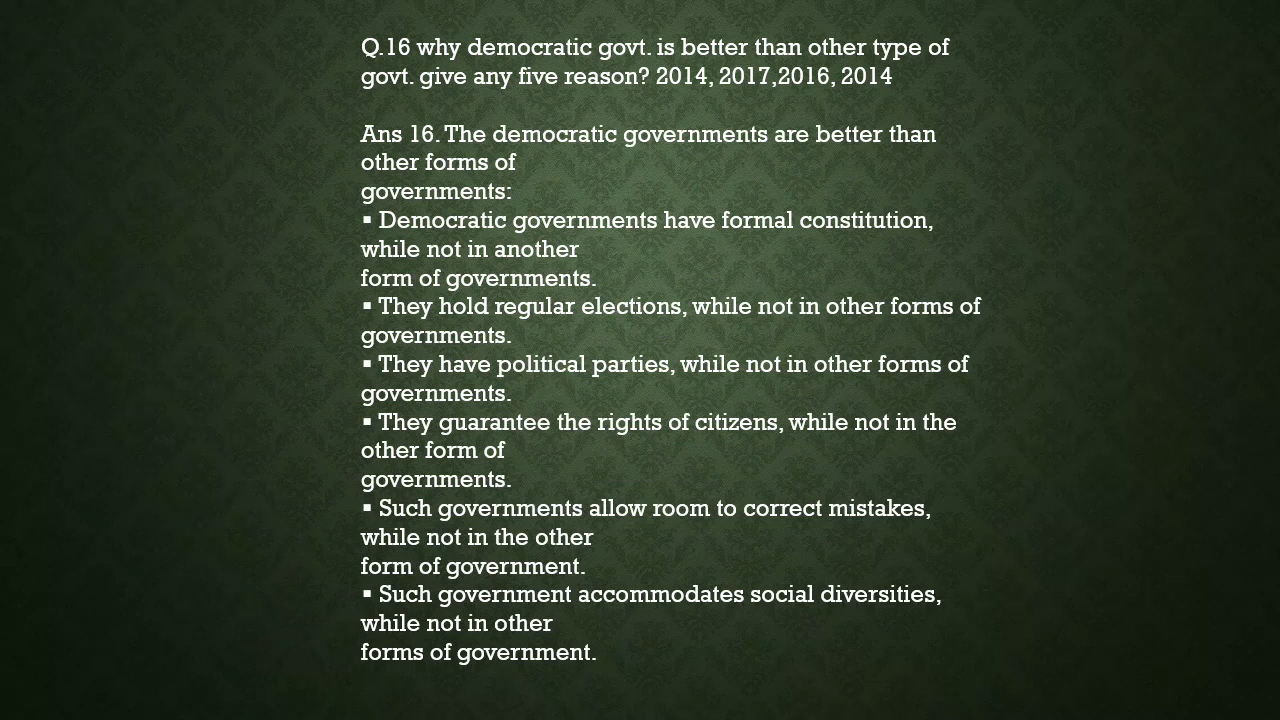 Q.16 why democratic govt. is better than other type of
govt. give any five reason? 2014, 2017,2016, 2014
Ans 16. The democratic governments are better than
other forms of
governments:
▪ Democratic governments have formal constitution,
while not in another
form of governments.
▪ They hold regular elections, while not in other forms of
governments.
▪ They have political parties, while not in other forms of
governments.
▪ They guarantee the rights of citizens, while not in the
other form of
governments.
▪ Such governments allow room to correct mistakes,
while not in the other
form of government.
▪ Such government accommodates social diversities,
while not in other
forms of government.